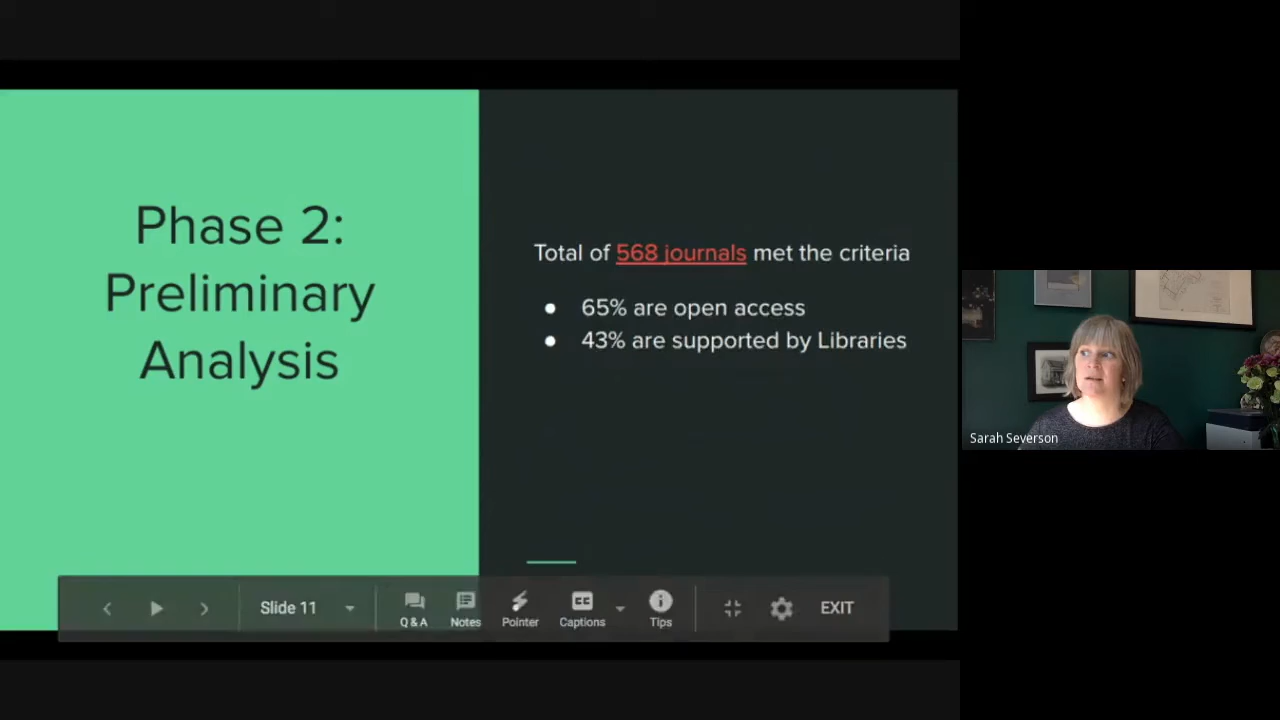 Phase 2:
Preliminary
Analysis
Total of 568 journals met the criteria
● 65% are open access
● 43% are supported by Libraries
Sarah Severson
Slide 11
Q & A
Notes
Pointer
CC
Captions
Tips
EXIT